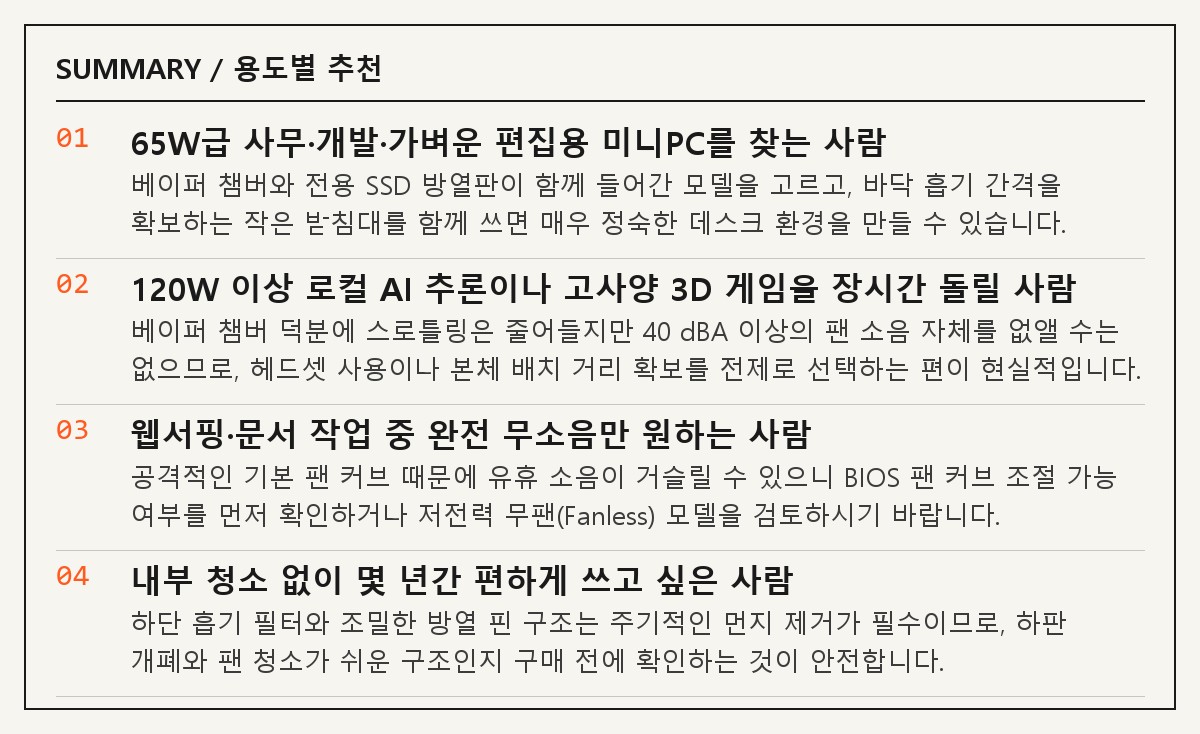 SUMMARY / 용도별 추천
01
65W급 사무·개발·가벼운 편집용 미니PC를 찾는 사람
베이퍼 챔버와 전용 SSD 방열판이 함께 들어간 모델을 고르고, 바닥 흡기 간격을
확보하는 작은 받침대를 함께 쓰면 매우 정숙한 데스크 환경을 만들 수 있습니다.
02
120W 이상 로컬 AI 추론이나 고사양 3D 게임을 장시간 돌릴 사람
베이퍼 챔버 덕분에 스로틀링은 줄어들지만 40 dBA 이상의 팬 소음 자체를 없앨 수는
없으므로, 헤드셋 사용이나 본체 배치 거리 확보를 전제로 선택하는 편이 현실적입니다.
03
웹서핑·문서 작업 중 완전 무소음만 원하는 사람
공격적인 기본 팬 커브 때문에 유휴 소음이 거슬릴 수 있으니 BIOS 팬 커브 조절 가능
여부를 먼저 확인하거나 저전력 무팬(Fanless) 모델을 검토하시기 바랍니다.
04
내부 청소 없이 몇 년간 편하게 쓰고 싶은 사람
하단 흡기 필터와 조밀한 방열 핀 구조는 주기적인 먼지 제거가 필수이므로, 하판
개폐와 팬 청소가 쉬운 구조인지 구매 전에 확인하는 것이 안전합니다.